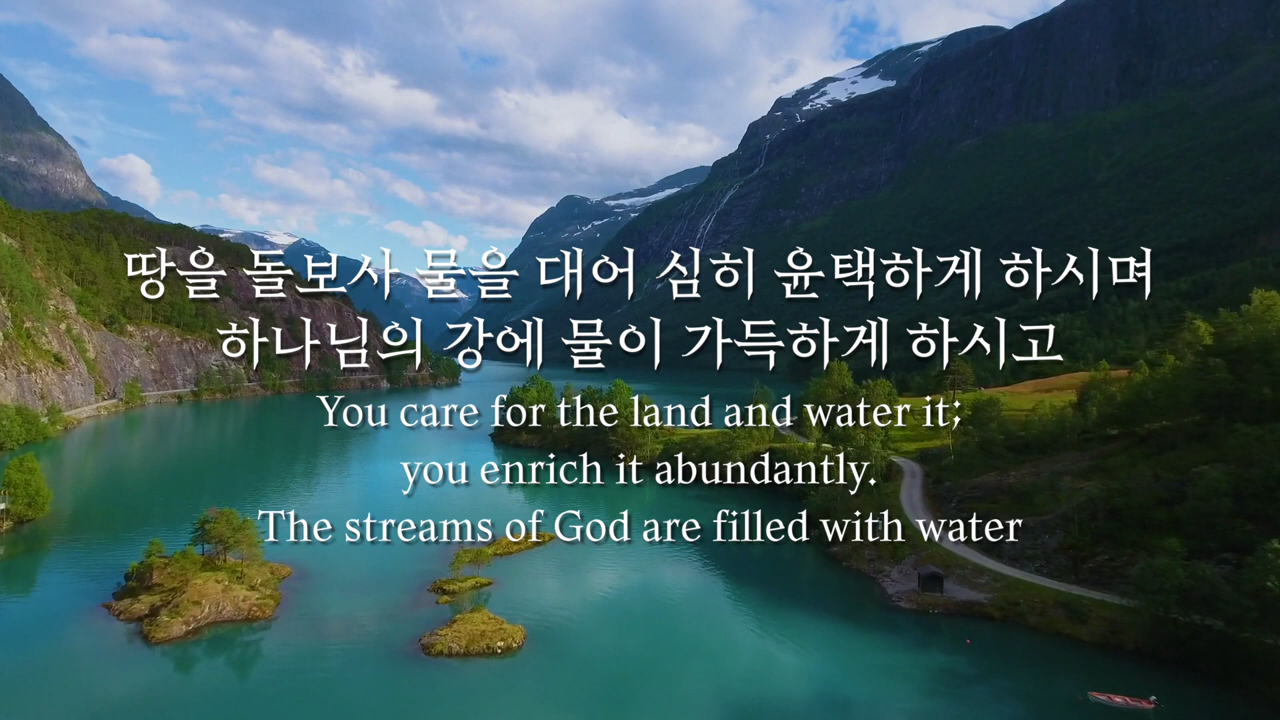 땅을 돌보사 물을 대어 심히 윤택하게 하시며
하나님의 강에 물이 가득하게 하시고
You care for the land and water it;
you enrich it abundantly.
The streams of God are filled with water